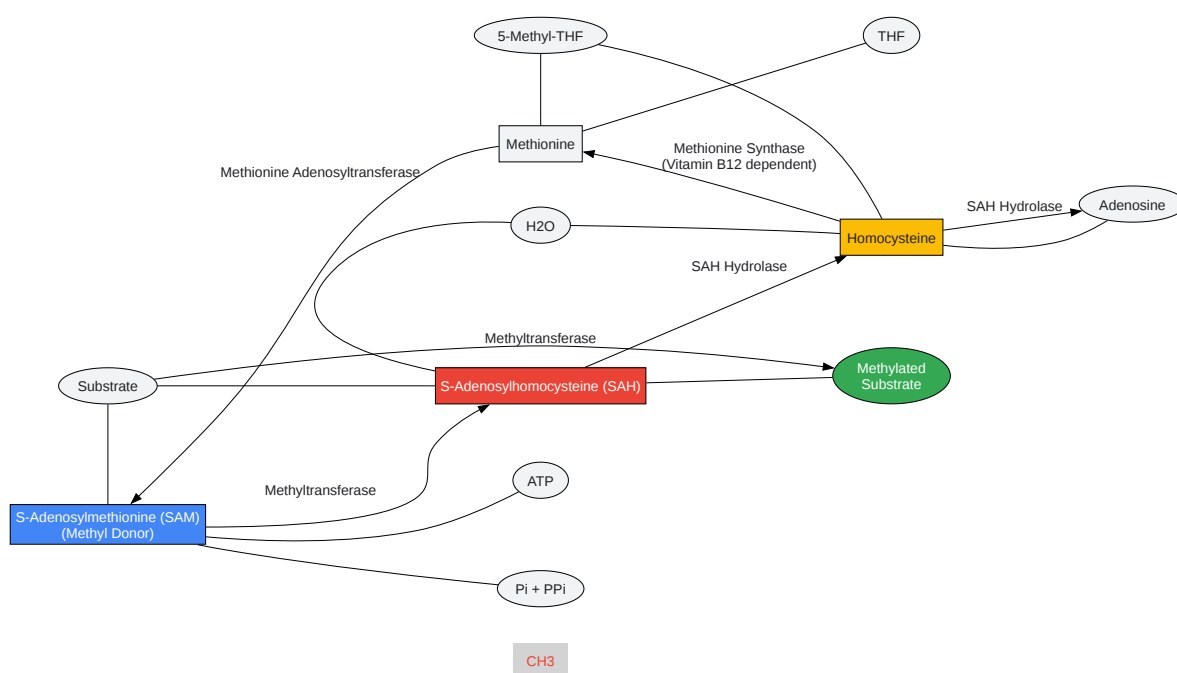 5-Methyl-THF
THF
Methionine
Methionine Synthase
(Vitamin B12 dependent)
Methionine Adenosyltransferase
SAH Hydrolase
Adenosine
H2O
Homocysteine
SAH Hydrolase
Methyltransferase
Substrate
S-Adenosylhomocysteine (SAH)
Methylated
Substrate
Methyltransferase
ATP
S-Adenosylmethionine (SAM)
(Methyl Donor)
Pi + PPi
CH3